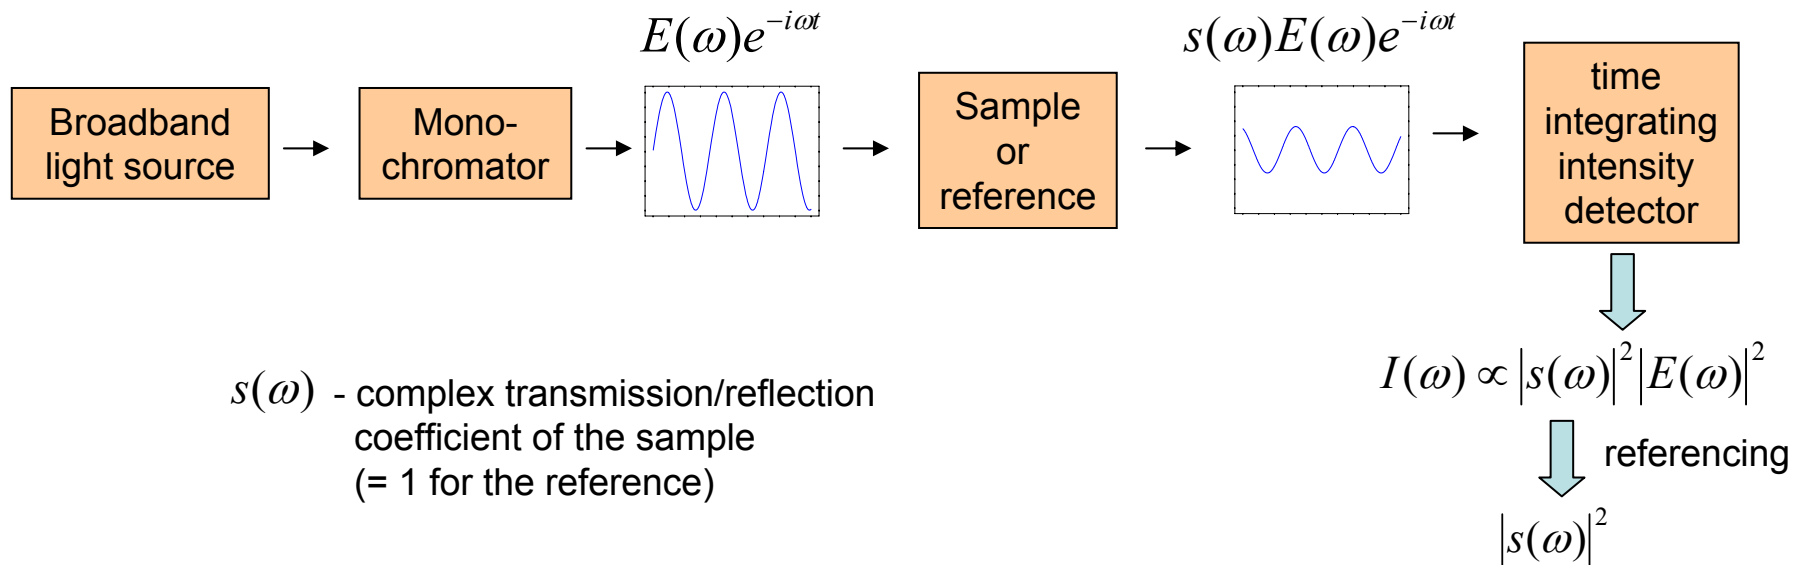 E(ω)e^{−iωt}
s(ω)E(ω)e^{−iωt}
Broadband
light source
Mono-
chromator
Sample
or
reference
time
integrating
intensity
detector
I(ω) ∝ |s(ω)|² |E(ω)|²
s(ω) - complex transmission/reflection
coefficient of the sample
(= 1 for the reference)
referencing
|s(ω)|²